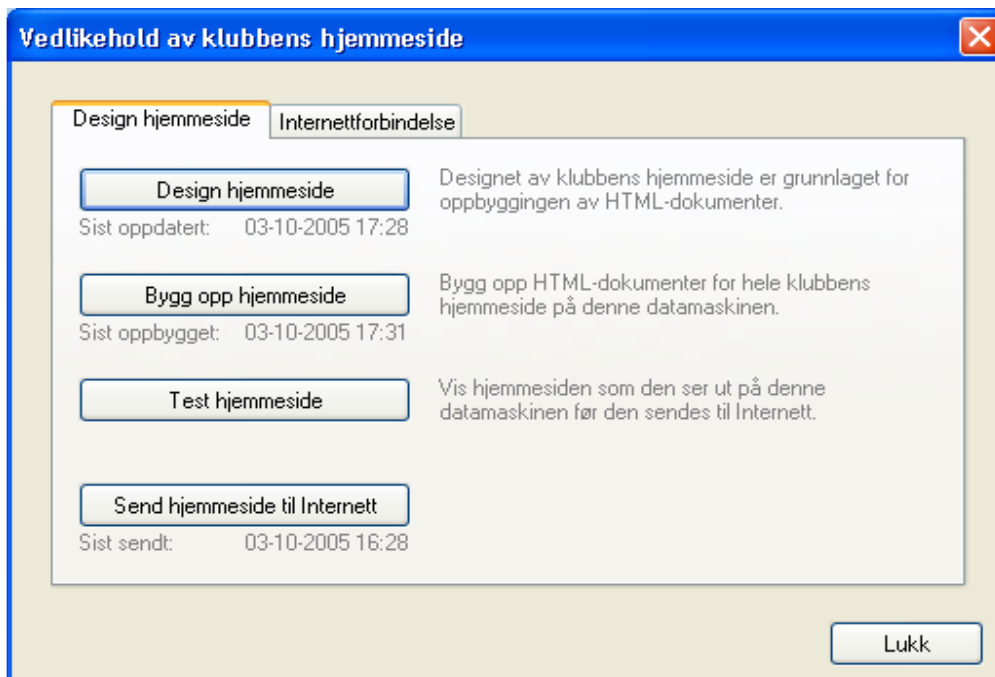 Vedlikehold av klubbens hjemmeside
Design hjemmeside
Internettforbindelse
Design hjemmeside
Designet av klubbens hjemmeside er grunnlaget for
oppbyggingen av HTML-dokumenter.
Sist oppdatert: 03-10-2005 17:28
Bygg opp hjemmeside
Bygg opp HTML-dokumenter for hele klubbens
hjemmeside på denne datamaskinen.
Sist oppbygget: 03-10-2005 17:31
Test hjemmeside
Vis hjemmesiden som den ser ut på denne
datamaskinen før den sendes til Internett.
Send hjemmeside til Internett
Sist sendt: 03-10-2005 16:28
Lukk